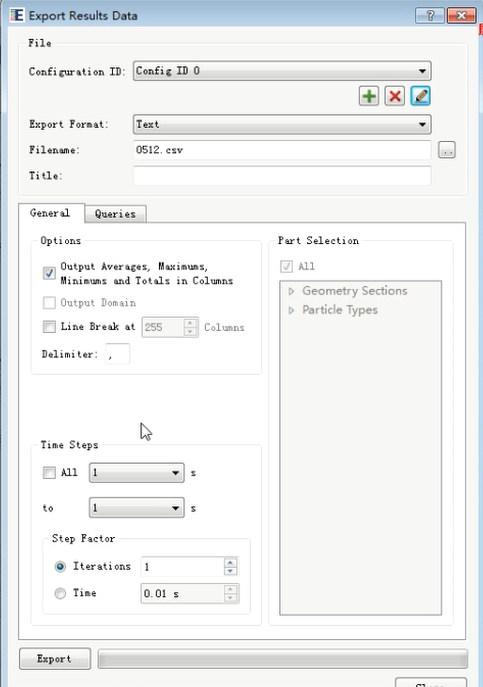 Export Results Data
File
Configuration ID: Config ID 0
Export Format: Text
Filename: 0512.csv
Title:
General Queries
Options
Output Averages, Maximums,
Minimums and Totals in Columns
Output Domain
Line Break at 255 Columns
Delimiter: ,
Part Selection
All
Geometry Sections
Particle Types
Time Steps
All 1 s
to 1 s
Step Factor
Iterations 1
Time 0.01 s
Export
Close